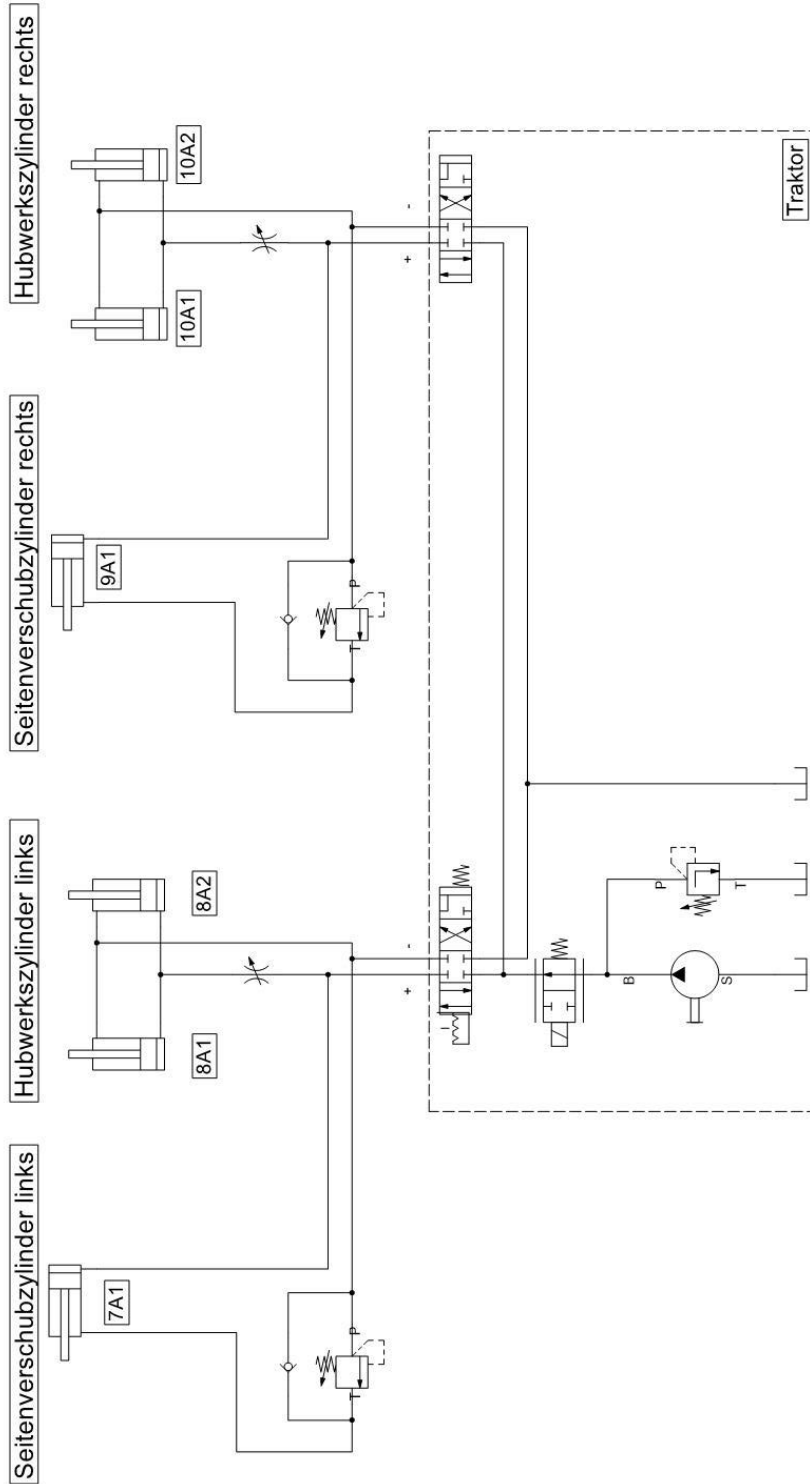 Seitenverschubzylinder links
Hubwerkszylinder links
Seitenverschubzylinder rechts
Hubwerkszylinder rechts
7A1
8A1
8A2
9A1
10A1
10A2
T
P
T
P
+
-
+
-
B
S
P
T
Traktor